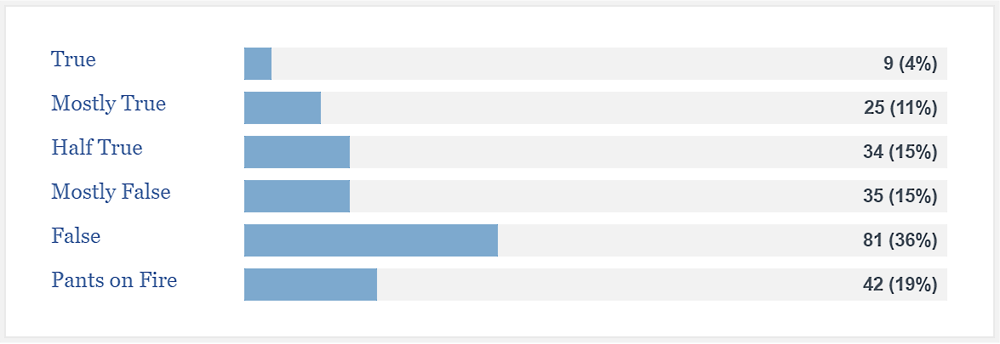 True 9 (4%)
Mostly True 25 (11%)
Half True 34 (15%)
Mostly False 35 (15%)
False 81 (36%)
Pants on Fire 42 (19%)